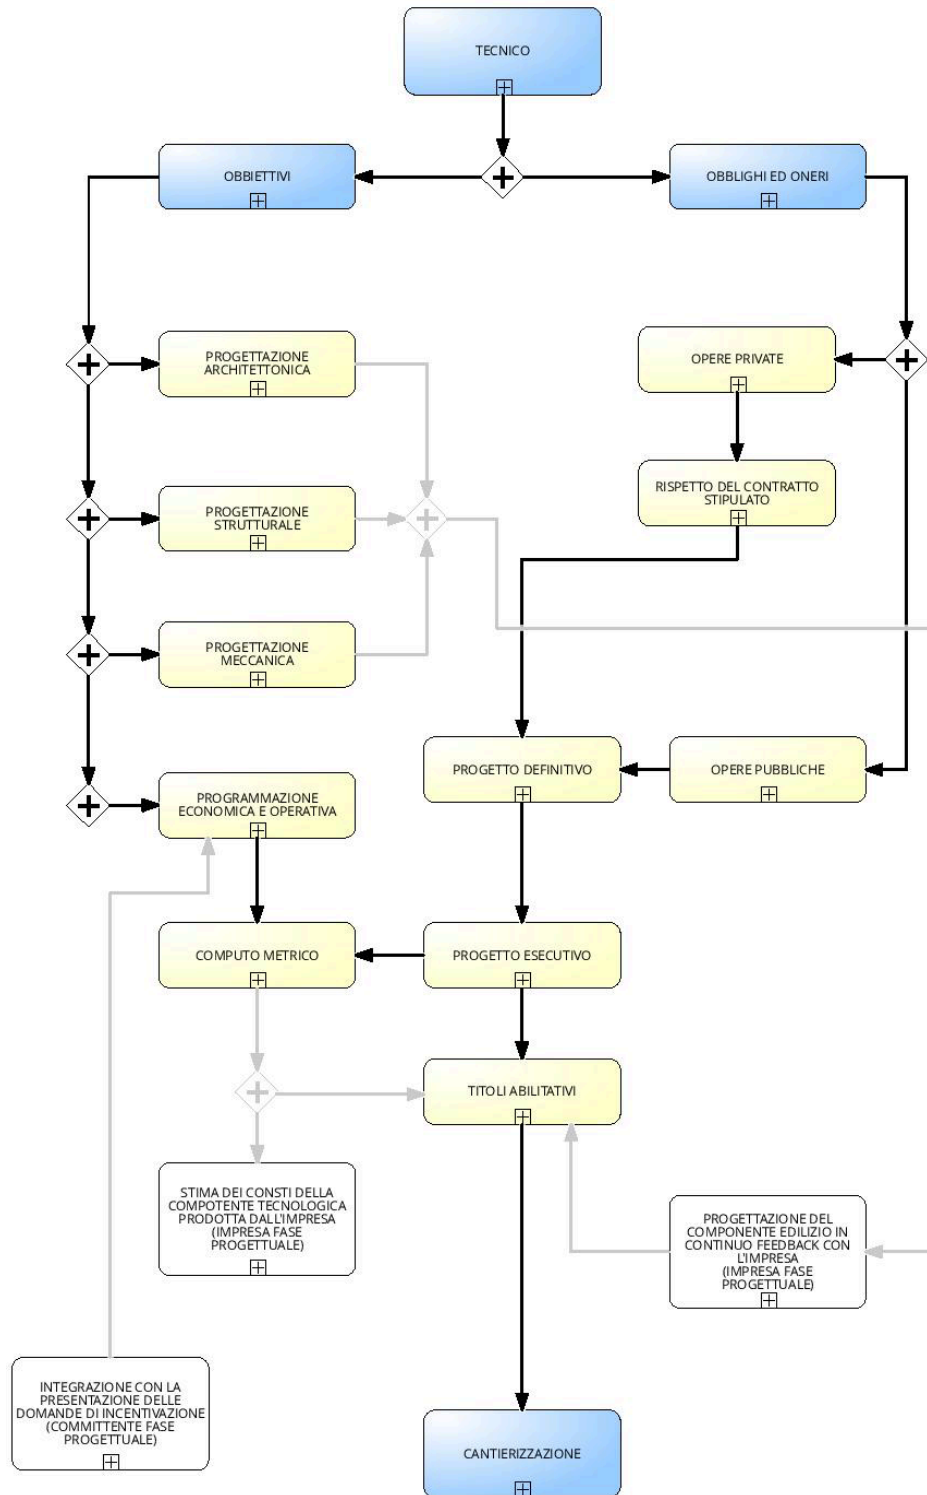 TECNICO
OBBIETTIVI
OBBLIGHI ED ONERI
PROGETTAZIONE
ARCHITETTONICA
OPERE PRIVATE
PROGETTAZIONE
STRUTTURALE
RISPETTO DEL CONTRATTO
STIPULATO
PROGETTAZIONE
MECCANICA
PROGETTO DEFINITIVO
OPERE PUBBLICHE
PROGRAMMAZIONE
ECONOMICA E OPERATIVA
COMPUTO METRICO
PROGETTO ESECUTIVO
TITOLI ABILITATIVI
STIMA DEI CONSTI DELLA
COMPOTENTE TECNOLOGICA
PRODOTTA DALL'IMPRESA
(IMPRESA FASE
PROGETTUALE)
PROGETTAZIONE DEL
COMPONENTE EDILIZIO IN
CONTINUO FEEDBACK CON
L'IMPRESA
(IMPRESA FASE
PROGETTUALE)
INTEGRAZIONE CON LA
PRESENTAZIONE DELLE
DOMANDE DI INCENTIVAZIONE
(COMMITTENTE FASE
PROGETTUALE)
CANTIERIZZAZIONE